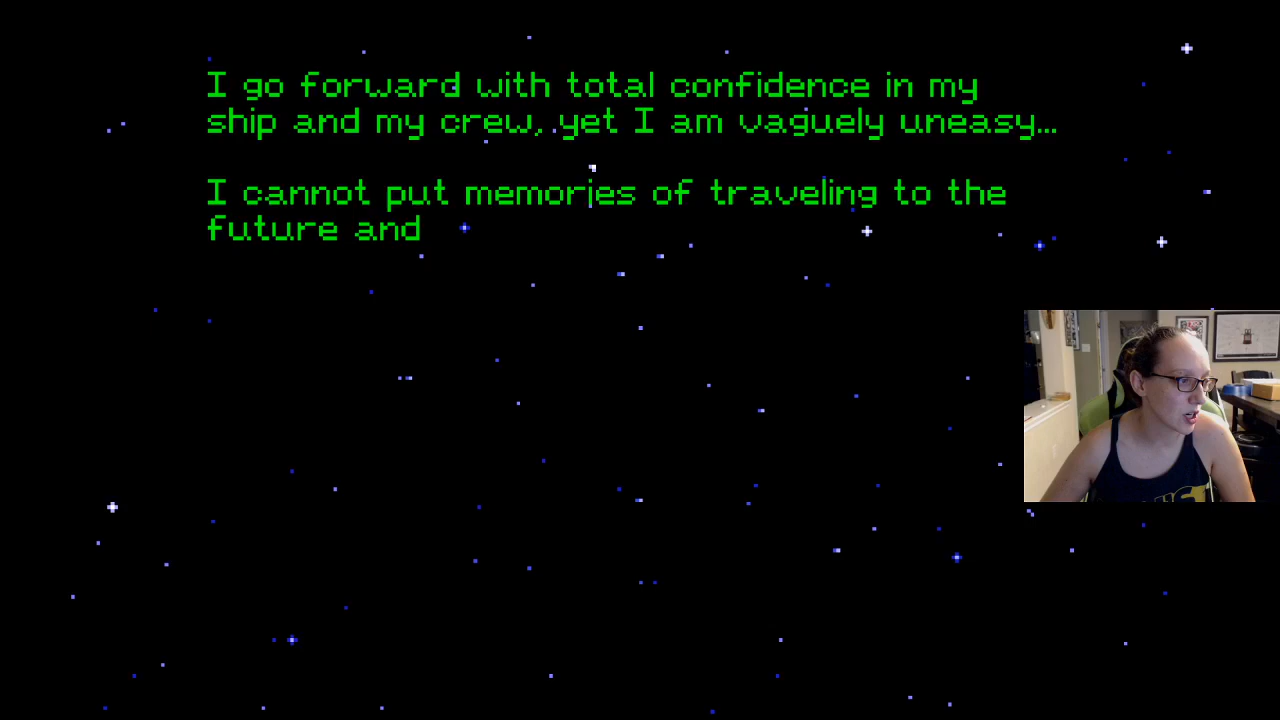 I go forward with total confidence in my
ship and my crew, yet I am vaguely uneasy...
I cannot put memories of traveling to the
future and